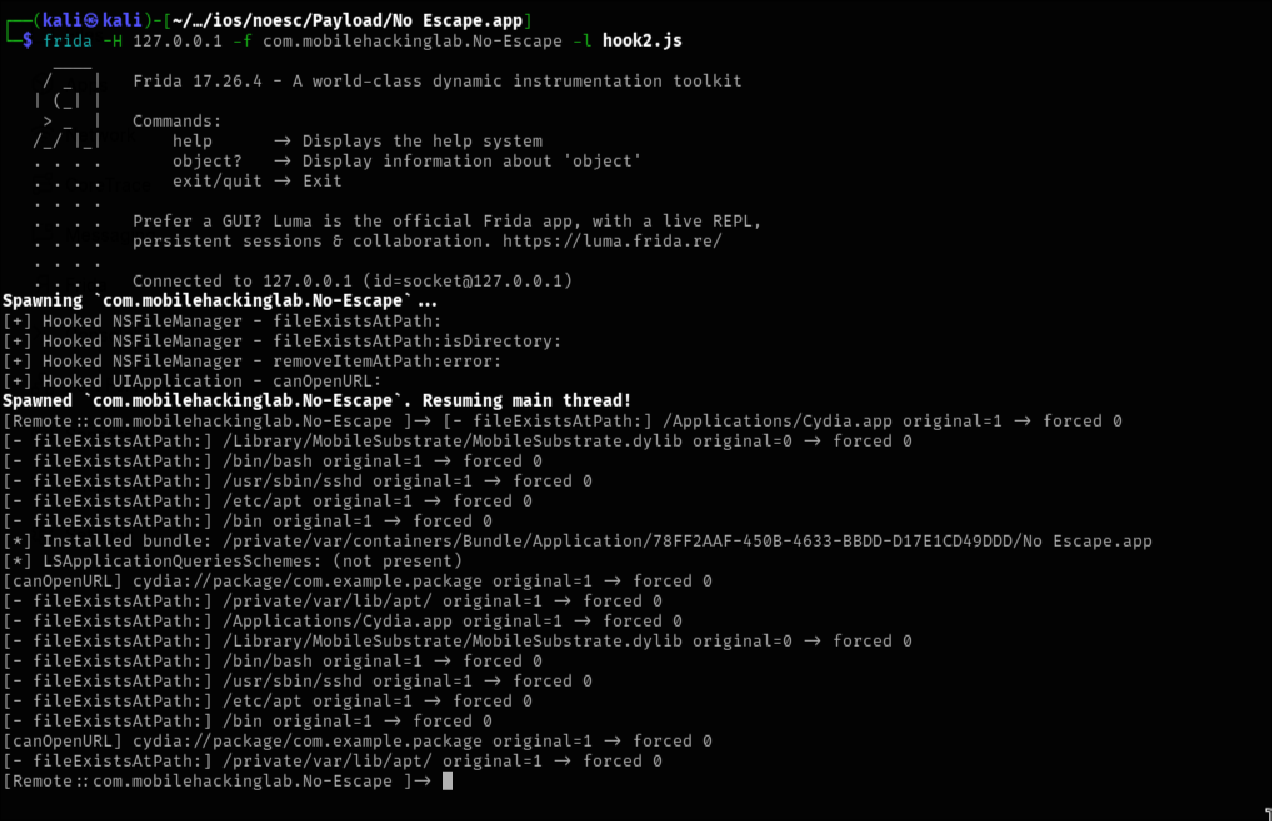 ┌──(kali㉿kali)-[~/…/ios/noesc/Payload/No Escape.app]
└─$ frida -H 127.0.0.1 -f com.mobilehackinglab.No-Escape -l hook2.js
     ____
    / _  |   Frida 17.26.4 - A world-class dynamic instrumentation toolkit
   | (_| |
    > _  |   Commands:
   /_/ |_|       help      -> Displays the help system
   . . . .       object?   -> Display information about 'object'
   . . . .       exit/quit -> Exit
   . . . .
   . . . .   Prefer a GUI? Luma is the official Frida app, with a live REPL,
   . . . .   persistent sessions & collaboration. https://luma.frida.re/
   . . . .
   . . . .   Connected to 127.0.0.1 (id=socket@127.0.0.1)
Spawning `com.mobilehackinglab.No-Escape`...
[+] Hooked NSFileManager - fileExistsAtPath:
[+] Hooked NSFileManager - fileExistsAtPath:isDirectory:
[+] Hooked NSFileManager - removeItemAtPath:error:
[+] Hooked UIApplication - canOpenURL:
Spawned `com.mobilehackinglab.No-Escape`. Resuming main thread!
[Remote::com.mobilehackinglab.No-Escape ]-> [- fileExistsAtPath:] /Applications/Cydia.app original=1 -> forced 0
[- fileExistsAtPath:] /Library/MobileSubstrate/MobileSubstrate.dylib original=0 -> forced 0
[- fileExistsAtPath:] /bin/bash original=1 -> forced 0
[- fileExistsAtPath:] /usr/sbin/sshd original=1 -> forced 0
[- fileExistsAtPath:] /etc/apt original=1 -> forced 0
[- fileExistsAtPath:] /bin original=1 -> forced 0
[*] Installed bundle: /private/var/containers/Bundle/Application/78FF2AAF-450B-4633-BBDD-D17E1CD49DDD/No Escape.app
[*] LSApplicationQueriesSchemes: (not present)
[canOpenURL] cydia://package/com.example.package original=1 -> forced 0
[- fileExistsAtPath:] /private/var/lib/apt/ original=1 -> forced 0
[- fileExistsAtPath:] /Applications/Cydia.app original=1 -> forced 0
[- fileExistsAtPath:] /Library/MobileSubstrate/MobileSubstrate.dylib original=0 -> forced 0
[- fileExistsAtPath:] /bin/bash original=1 -> forced 0
[- fileExistsAtPath:] /usr/sbin/sshd original=1 -> forced 0
[- fileExistsAtPath:] /etc/apt original=1 -> forced 0
[- fileExistsAtPath:] /bin original=1 -> forced 0
[canOpenURL] cydia://package/com.example.package original=1 -> forced 0
[- fileExistsAtPath:] /private/var/lib/apt/ original=1 -> forced 0
[Remote::com.mobilehackinglab.No-Escape ]->